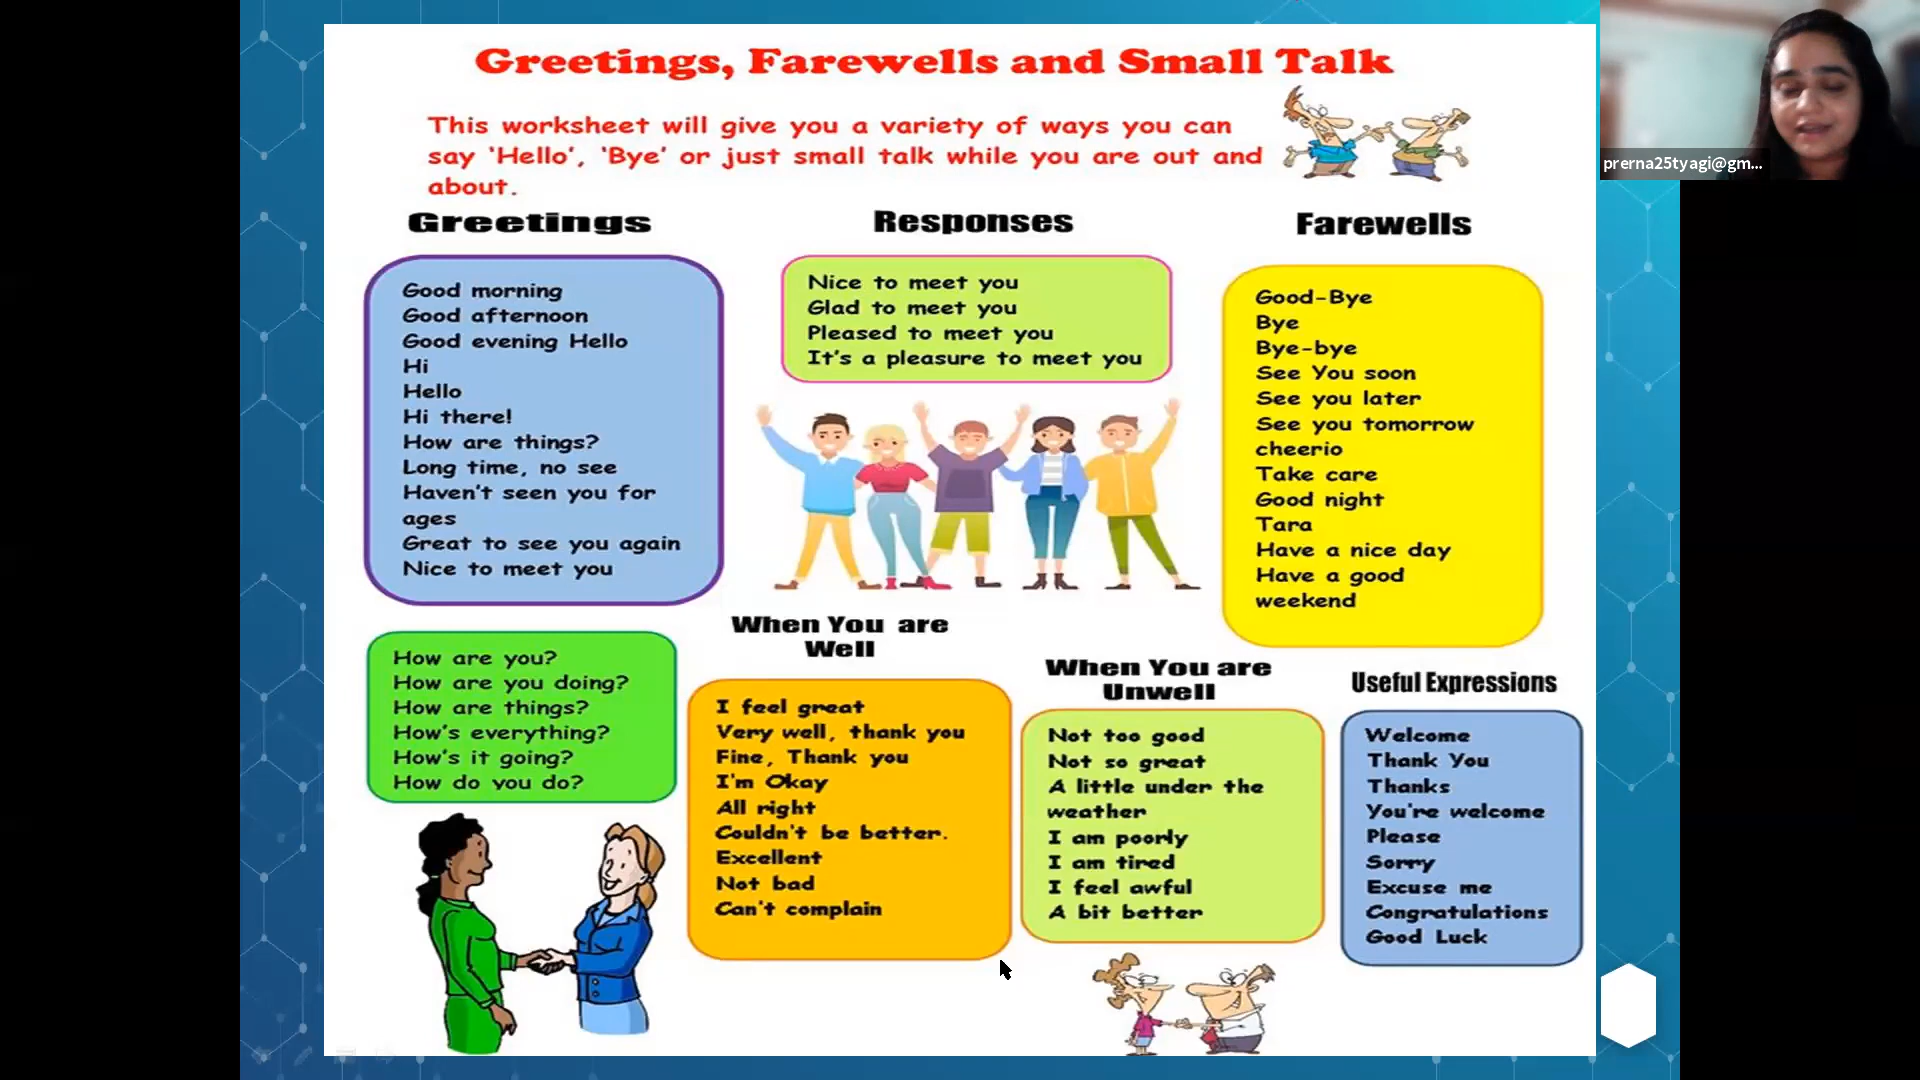 Greetings, Farewells and Small Talk
This worksheet will give you a variety of ways you can
say ‘Hello’, ‘Bye’ or just small talk while you are out and
about.
Greetings
Good morning
Good afternoon
Good evening Hello
Hi
Hello
Hi there!
How are things?
Long time, no see
Haven't seen you for
ages
Great to see you again
Nice to meet you
Responses
Nice to meet you
Glad to meet you
Pleased to meet you
It's a pleasure to meet you
Farewells
Good-Bye
Bye
Bye-bye
See You soon
See you later
See you tomorrow
cheerio
Take care
Good night
Tara
Have a nice day
Have a good
weekend
How are you?
How are you doing?
How are things?
How's everything?
How's it going?
How do you do?
When You are
Well
I feel great
Very well, thank you
Fine, Thank you
I'm Okay
All right
Couldn't be better.
Excellent
Not bad
Can't complain
When You are
Unwell
Not too good
Not so great
A little under the
weather
I am poorly
I am tired
I feel awful
A bit better
Useful Expressions
Welcome
Thank You
Thanks
You're welcome
Please
Sorry
Excuse me
Congratulations
Good Luck
prerna25tyagi@gm...